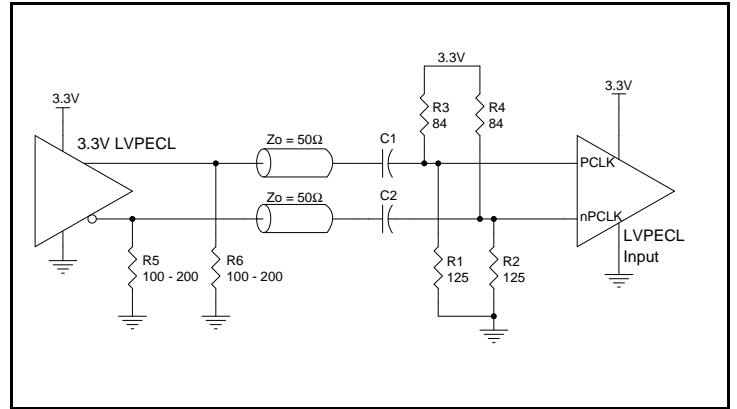 3.3V
3.3V LVPECL
Zo = 50Ω
C1
3.3V
R3
84
R4
84
3.3V
PCLK
Zo = 50Ω
C2
nPCLK
LVPECL
Input
R5
100 - 200
R6
100 - 200
R1
125
R2
125